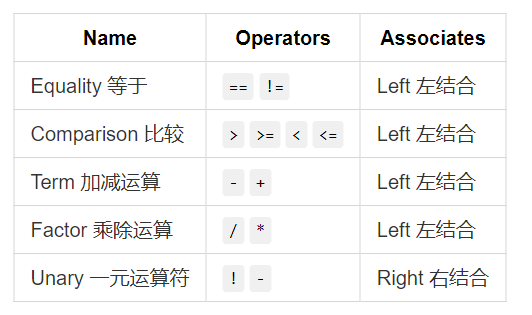 Name Operators Associates
Equality 等于 == != Left 左结合
Comparison 比较 > >= < <= Left 左结合
Term 加减运算 - + Left 左结合
Factor 乘除运算 / * Left 左结合
Unary 一元运算符 ! - Right 右结合